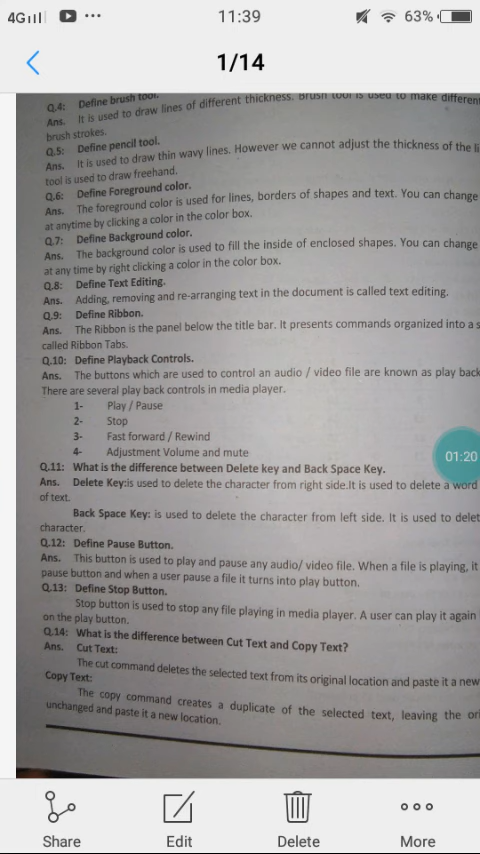 4G 11:39 63%
1/14
Q.4: Define brush tool.
Ans. It is used to draw lines of different thickness. Brush tool is used to make different
brush strokes.
Q.5: Define pencil tool.
Ans. It is used to draw thin wavy lines. However we cannot adjust the thickness of the li
tool is used to draw freehand.
Q.6: Define Foreground color.
Ans. The foreground color is used for lines, borders of shapes and text. You can change
at anytime by clicking a color in the color box.
Q.7: Define Background color.
Ans. The background color is used to fill the inside of enclosed shapes. You can change
at any time by right clicking a color in the color box.
Q.8: Define Text Editing.
Ans. Adding, removing and re-arranging text in the document is called text editing.
Q.9: Define Ribbon.
Ans. The Ribbon is the panel below the title bar. It presents commands organized into a s
called Ribbon Tabs.
Q.10: Define Playback Controls.
Ans. The buttons which are used to control an audio / video file are known as play back
There are several play back controls in media player.
1- Play / Pause
2- Stop
3- Fast forward / Rewind
4- Adjustment Volume and mute
01:20
Q.11: What is the difference between Delete key and Back Space Key.
Ans. Delete Key:is used to delete the character from right side.It is used to delete a word
of text.
Back Space Key: is used to delete the character from left side. It is used to delet
character.
Q.12: Define Pause Button.
Ans. This button is used to play and pause any audio/ video file. When a file is playing, it
pause button and when a user pause a file it turns into play button.
Q.13: Define Stop Button.
Stop button is used to stop any file playing in media player. A user can play it again
on the play button.
Q.14: What is the difference between Cut Text and Copy Text?
Ans. Cut Text:
The cut command deletes the selected text from its original location and paste it a new
Copy Text:
The copy command creates a duplicate of the selected text, leaving the ori
unchanged and paste it a new location.
Share Edit Delete More